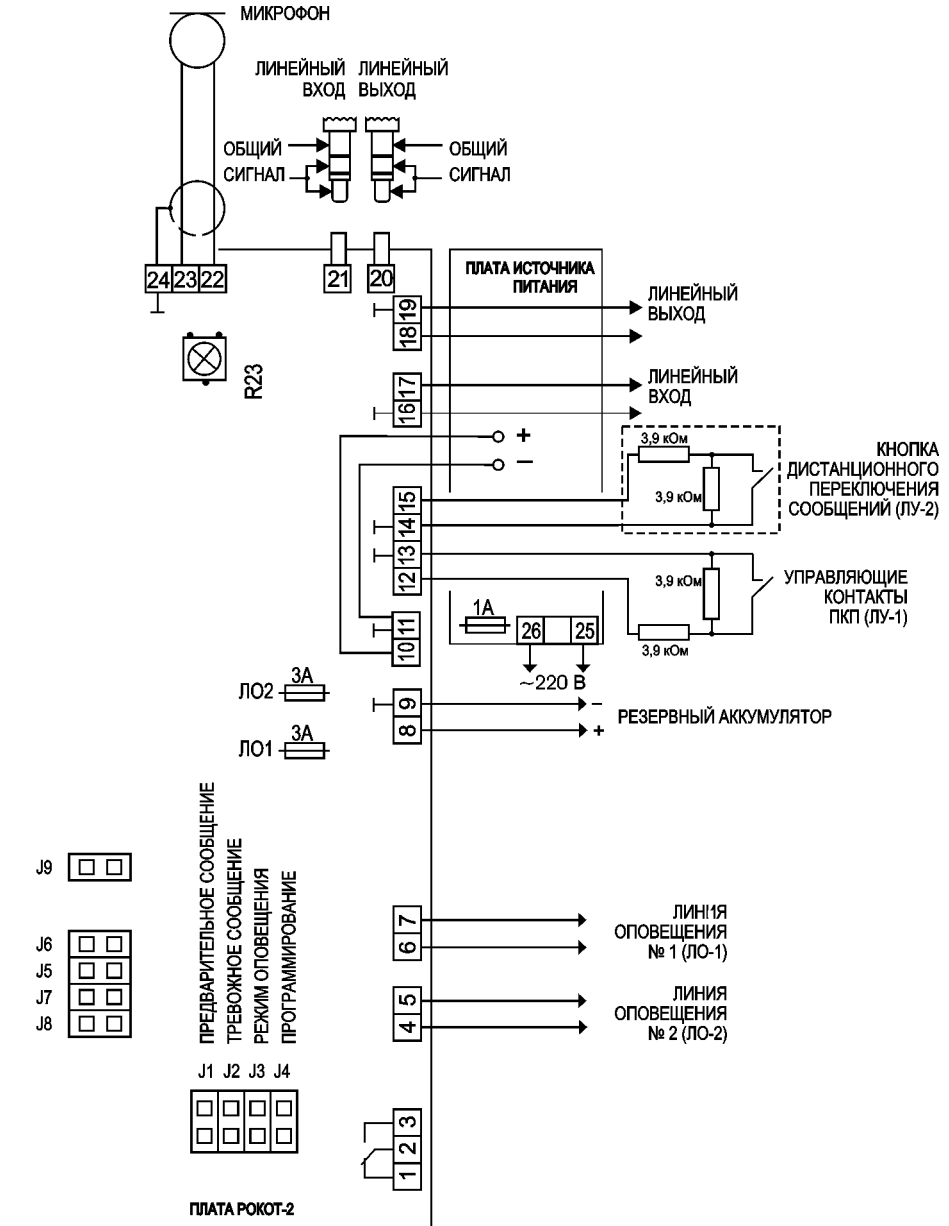 МИКРОФОН
ЛИНЕЙНЫЙ ВХОД
ЛИНЕЙНЫЙ ВЫХОД
ОБЩИЙ
СИГНАЛ
ОБЩИЙ
СИГНАЛ
24 23 22
21
20
R23
ПЛАТА ИСТОЧНИКА
ПИТАНИЯ
19
18
ЛИНЕЙНЫЙ
ВЫХОД
17
16
ЛИНЕЙНЫЙ
ВХОД
+
–
15
14
13
12
3,9 кОм
3,9 кОм
КНОПКА
ДИСТАНЦИОННОГО
ПЕРЕКЛЮЧЕНИЯ
СООБЩЕНИЙ (ЛУ-2)
3,9 кОм
3,9 кОм
УПРАВЛЯЮЩИЕ
КОНТАКТЫ
ПКП (ЛУ-1)
11
10
1А
26 25
~220 В
ЛО2 3А
ЛО1 3А
9
8
–
+
РЕЗЕРВНЫЙ АККУМУЛЯТОР
J9
J6
J5
J7
J8
ПРЕДВАРИТЕЛЬНОЕ СООБЩЕНИЕ
ТРЕВОЖНОЕ СООБЩЕНИЕ
РЕЖИМ ОПОВЕЩЕНИЯ
ПРОГРАММИРОВАНИЕ
J1 J2 J3 J4
7
6
ЛИНИЯ
ОПОВЕЩЕНИЯ
№ 1 (ЛО-1)
5
4
ЛИНИЯ
ОПОВЕЩЕНИЯ
№ 2 (ЛО-2)
3
2
1
ПЛАТА РОКОТ-2